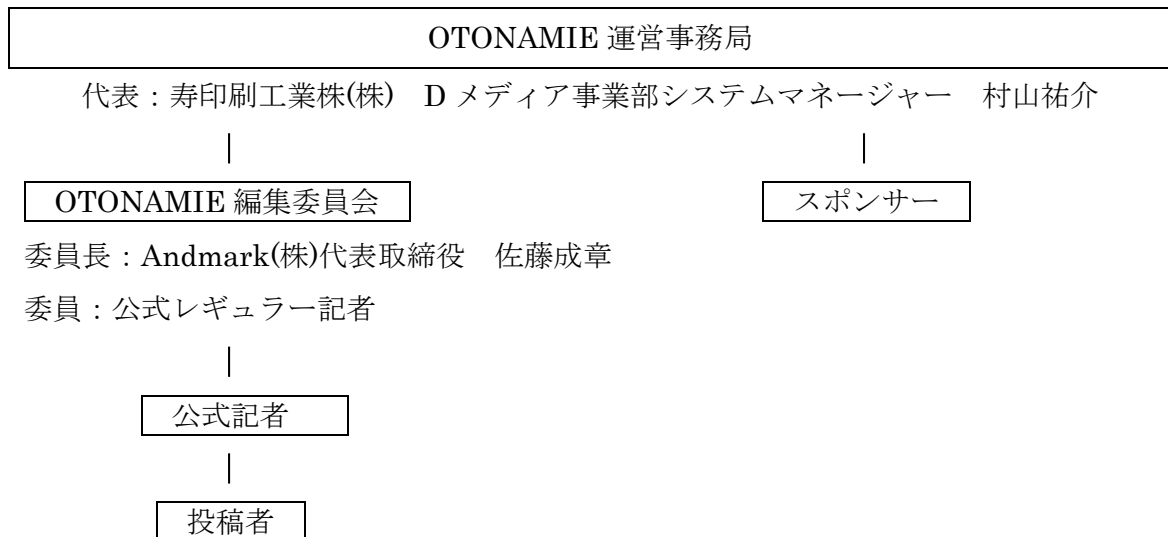 OTONAMIE 運営事務局
代表：寿印刷工業株(株)　D メディア事業部システムマネージャー　村山祐介
OTONAMIE 編集委員会
スポンサー
委員長：Andmark(株)代表取締役　佐藤成章
委員：公式レギュラー記者
公式記者
投稿者